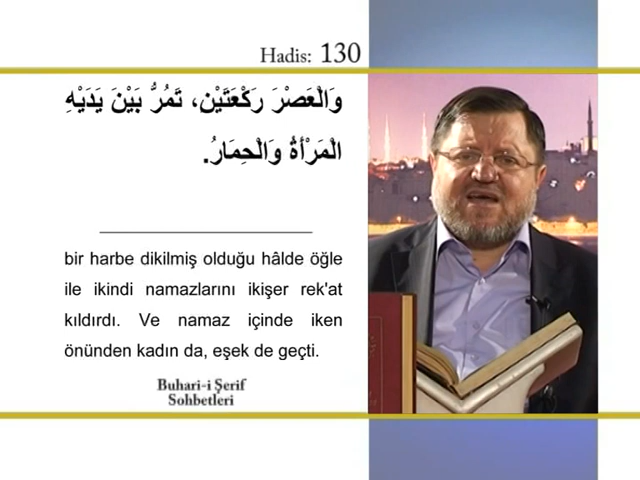 Hadis: 130
وَالْعَصْرَ رَكْعَتَيْنِ، تَمُرُّ بَيْنَ يَدَيْهِ
الْمَرْأَةُ وَالْحِمَارُ.
bir harbe dikilmiş olduğu hâlde öğle
ile ikindi namazlarını ikişer rek'at
kıldırdı. Ve namaz içinde iken
önünden kadın da, eşek de geçti.
Buhari-i Şerif
Sohbetleri